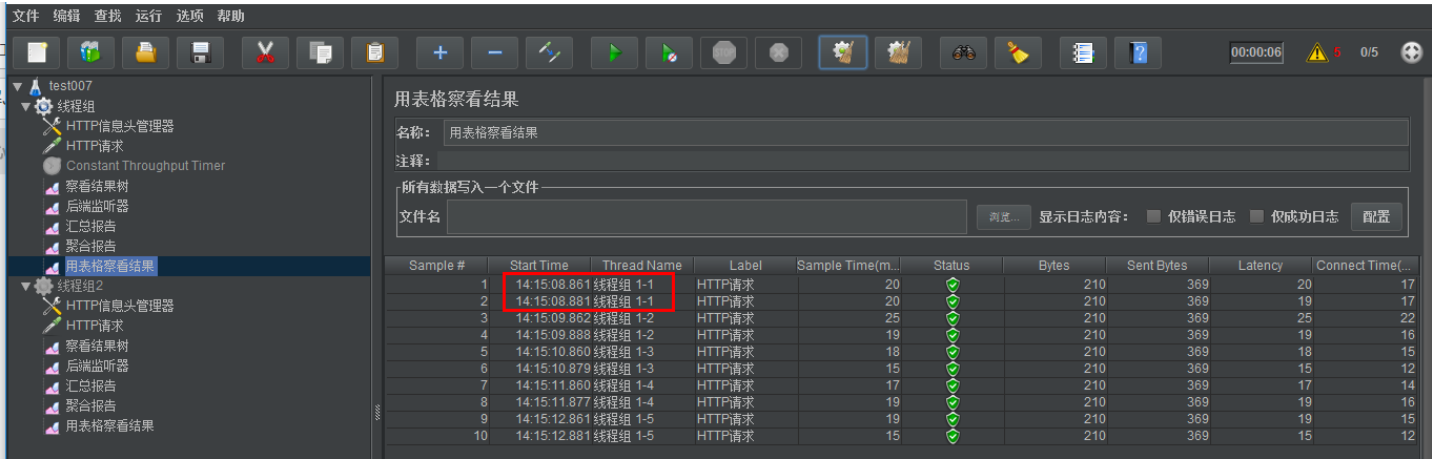 文件 编辑 查找 运行 选项 帮助
00:00:06 5 0/5
test007
线程组
HTTP信息头管理器
HTTP请求
Constant Throughput Timer
察看结果树
后端监听器
汇总报告
聚合报告
用表格察看结果
线程组2
HTTP信息头管理器
HTTP请求
察看结果树
后端监听器
汇总报告
聚合报告
用表格察看结果
用表格察看结果
名称： 用表格察看结果
注释：
所有数据写入一个文件
文件名 浏览... 显示日志内容： 仅错误日志 仅成功日志 配置
Sample # Start Time Thread Name Label Sample Time(m... Status Bytes Sent Bytes Latency Connect Time(...
1 14:15:08.861 线程组 1-1 HTTP请求 20 210 369 20 17
2 14:15:08.881 线程组 1-1 HTTP请求 20 210 369 19 17
3 14:15:09.862 线程组 1-2 HTTP请求 25 210 369 25 22
4 14:15:09.888 线程组 1-2 HTTP请求 19 210 369 19 16
5 14:15:10.860 线程组 1-3 HTTP请求 18 210 369 18 15
6 14:15:10.879 线程组 1-3 HTTP请求 15 210 369 15 12
7 14:15:11.860 线程组 1-4 HTTP请求 17 210 369 17 14
8 14:15:11.877 线程组 1-4 HTTP请求 19 210 369 19 16
9 14:15:12.861 线程组 1-5 HTTP请求 19 210 369 19 15
10 14:15:12.881 线程组 1-5 HTTP请求 15 210 369 15 12